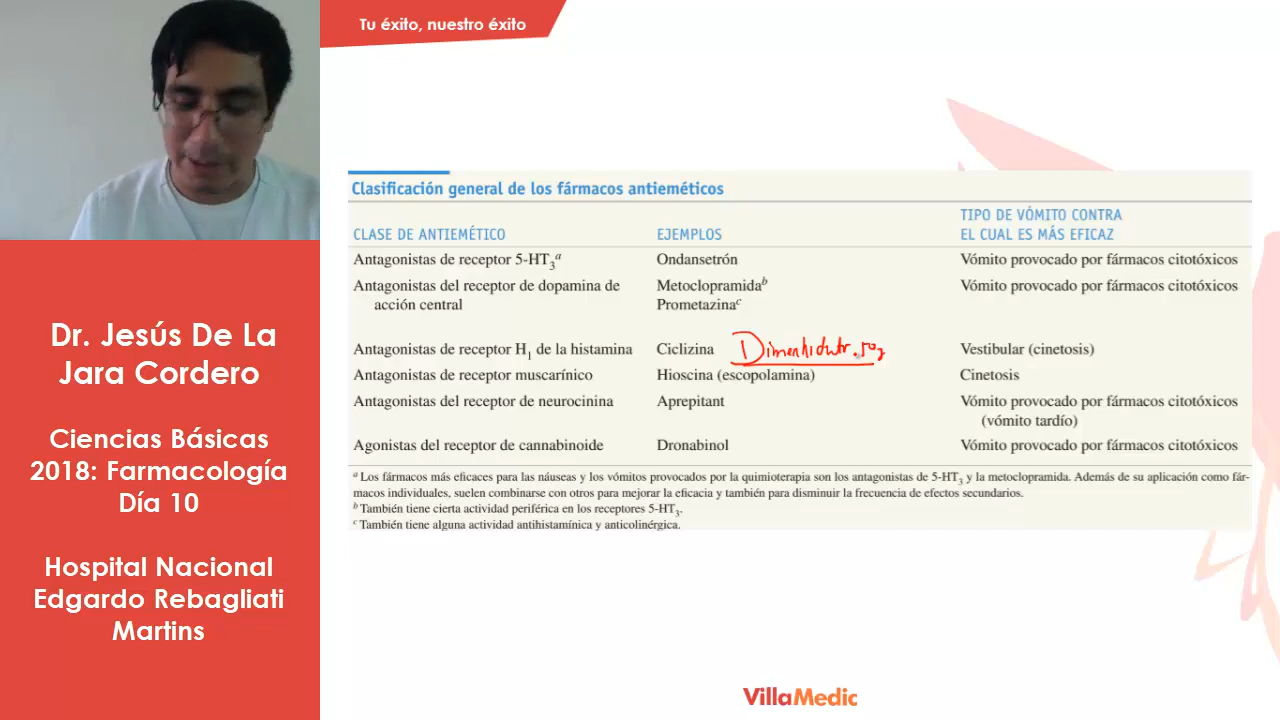 Tu éxito, nuestro éxito
Dr. Jesús De La
Jara Cordero
Ciencias Básicas
2018: Farmacología
Día 10
Hospital Nacional
Edgardo Rebagliati
Martins
Clasificación general de los fármacos antieméticos
CLASE DE ANTIEMÉTICO EJEMPLOS TIPO DE VÓMITO CONTRA EL CUAL ES MÁS EFICAZ
Antagonistas de receptor 5-HT3a Ondansetrón Vómito provocado por fármacos citotóxicos
Antagonistas del receptor de dopamina de Metoclopramidab Vómito provocado por fármacos citotóxicos
acción central Prometazinac
Antagonistas de receptor H1 de la histamina Ciclizina Vestibular (cinetosis)
Antagonistas de receptor muscarínico Hioscina (escopolamina) Cinetosis
Antagonistas del receptor de neurocinina Aprepitant Vómito provocado por fármacos citotóxicos
(vómito tardío)
Agonistas del receptor de cannabinoide Dronabinol Vómito provocado por fármacos citotóxicos
a Los fármacos más eficaces para las náuseas y los vómitos provocados por la quimioterapia son los antagonistas de 5-HT3 y la metoclopramida. Además de su aplicación como fár-
macos individuales, suelen combinarse con otros para mejorar la eficacia y también para disminuir la frecuencia de efectos secundarios.
b También tiene cierta actividad periférica en los receptores 5-HT3.
c También tiene alguna actividad antihistamínica y anticolinérgica.
VillaMedic